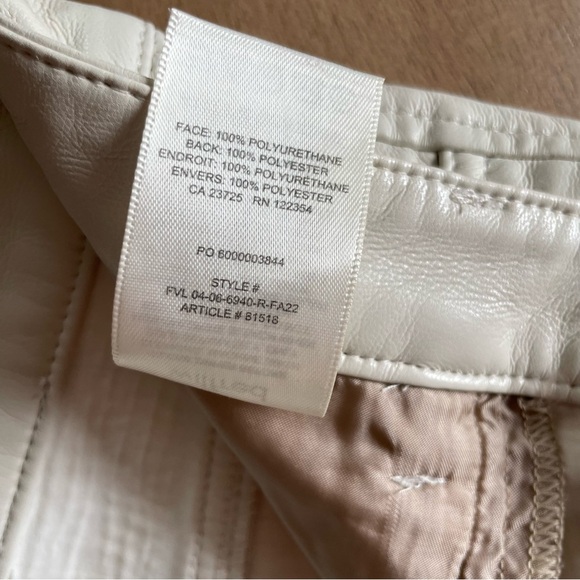 FACE: 100% POLYURETHANE
BACK: 100% POLYESTER
ENDROIT: 100% POLYURÉTHANE
ENVERS: 100% POLYESTER
CA 23725 RN 122354
PO 6000003844
STYLE #
FVL 04-06-6940-R-FA22
ARTICLE # 81518